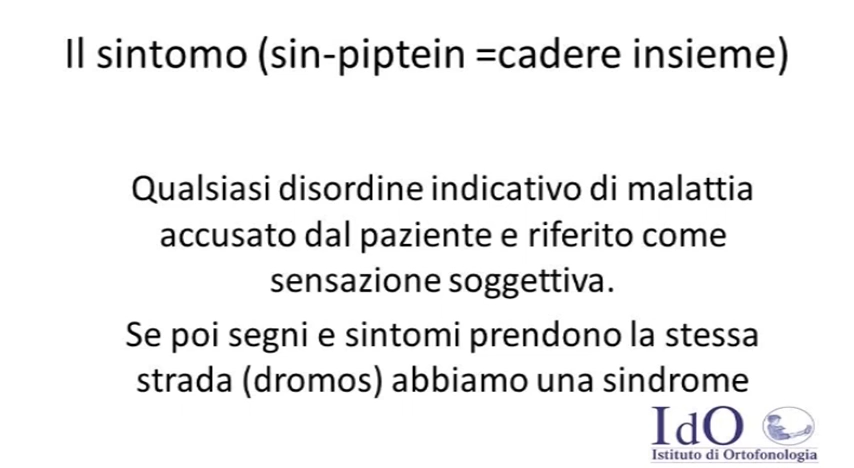 Il sintomo (sin-piptein =cadere insieme)
Qualsiasi disordine indicativo di malattia
accusato dal paziente e riferito come
sensazione soggettiva.
Se poi segni e sintomi prendono la stessa
strada (dromos) abbiamo una sindrome
IdO
Istituto di Ortofonologia